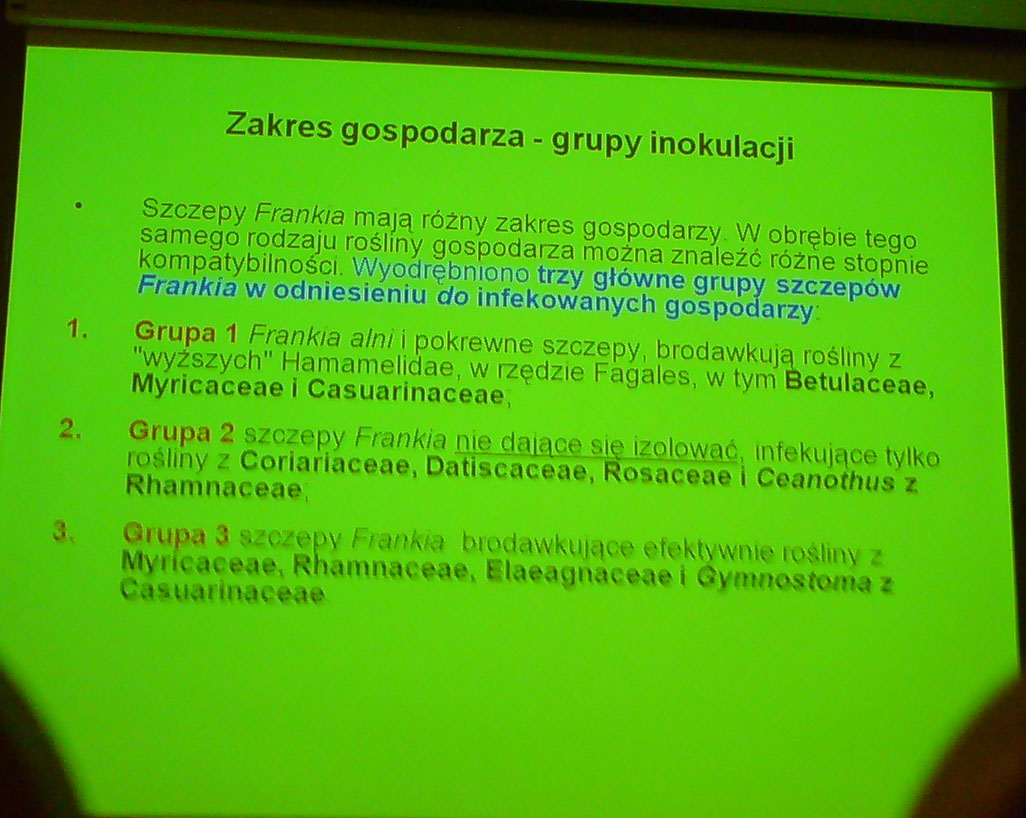 Zakres gospodarza - grupy inokulacji
• Szczepy Frankia mają różny zakres gospodarzy. W obrębie tego
samego rodzaju rośliny gospodarza można znaleźć różne stopnie
kompatybilności. Wyodrębniono trzy główne grupy szczepów
Frankia w odniesieniu do infekowanych gospodarzy:
1. Grupa 1 Frankia alni i pokrewne szczepy, brodawkują rośliny z
"wyższych" Hamamelidae, w rzędzie Fagales, w tym Betulaceae,
Myricaceae i Casuarinaceae;
2. Grupa 2 szczepy Frankia nie dające się izolować, infekujące tylko
rośliny z Coriariaceae, Datiscaceae, Rosaceae i Ceanothus z
Rhamnaceae;
3. Grupa 3 szczepy Frankia brodawkujące efektywnie rośliny z
Myricaceae, Rhamnaceae, Elaeagnaceae i Gymnostoma z
Casuarinaceae